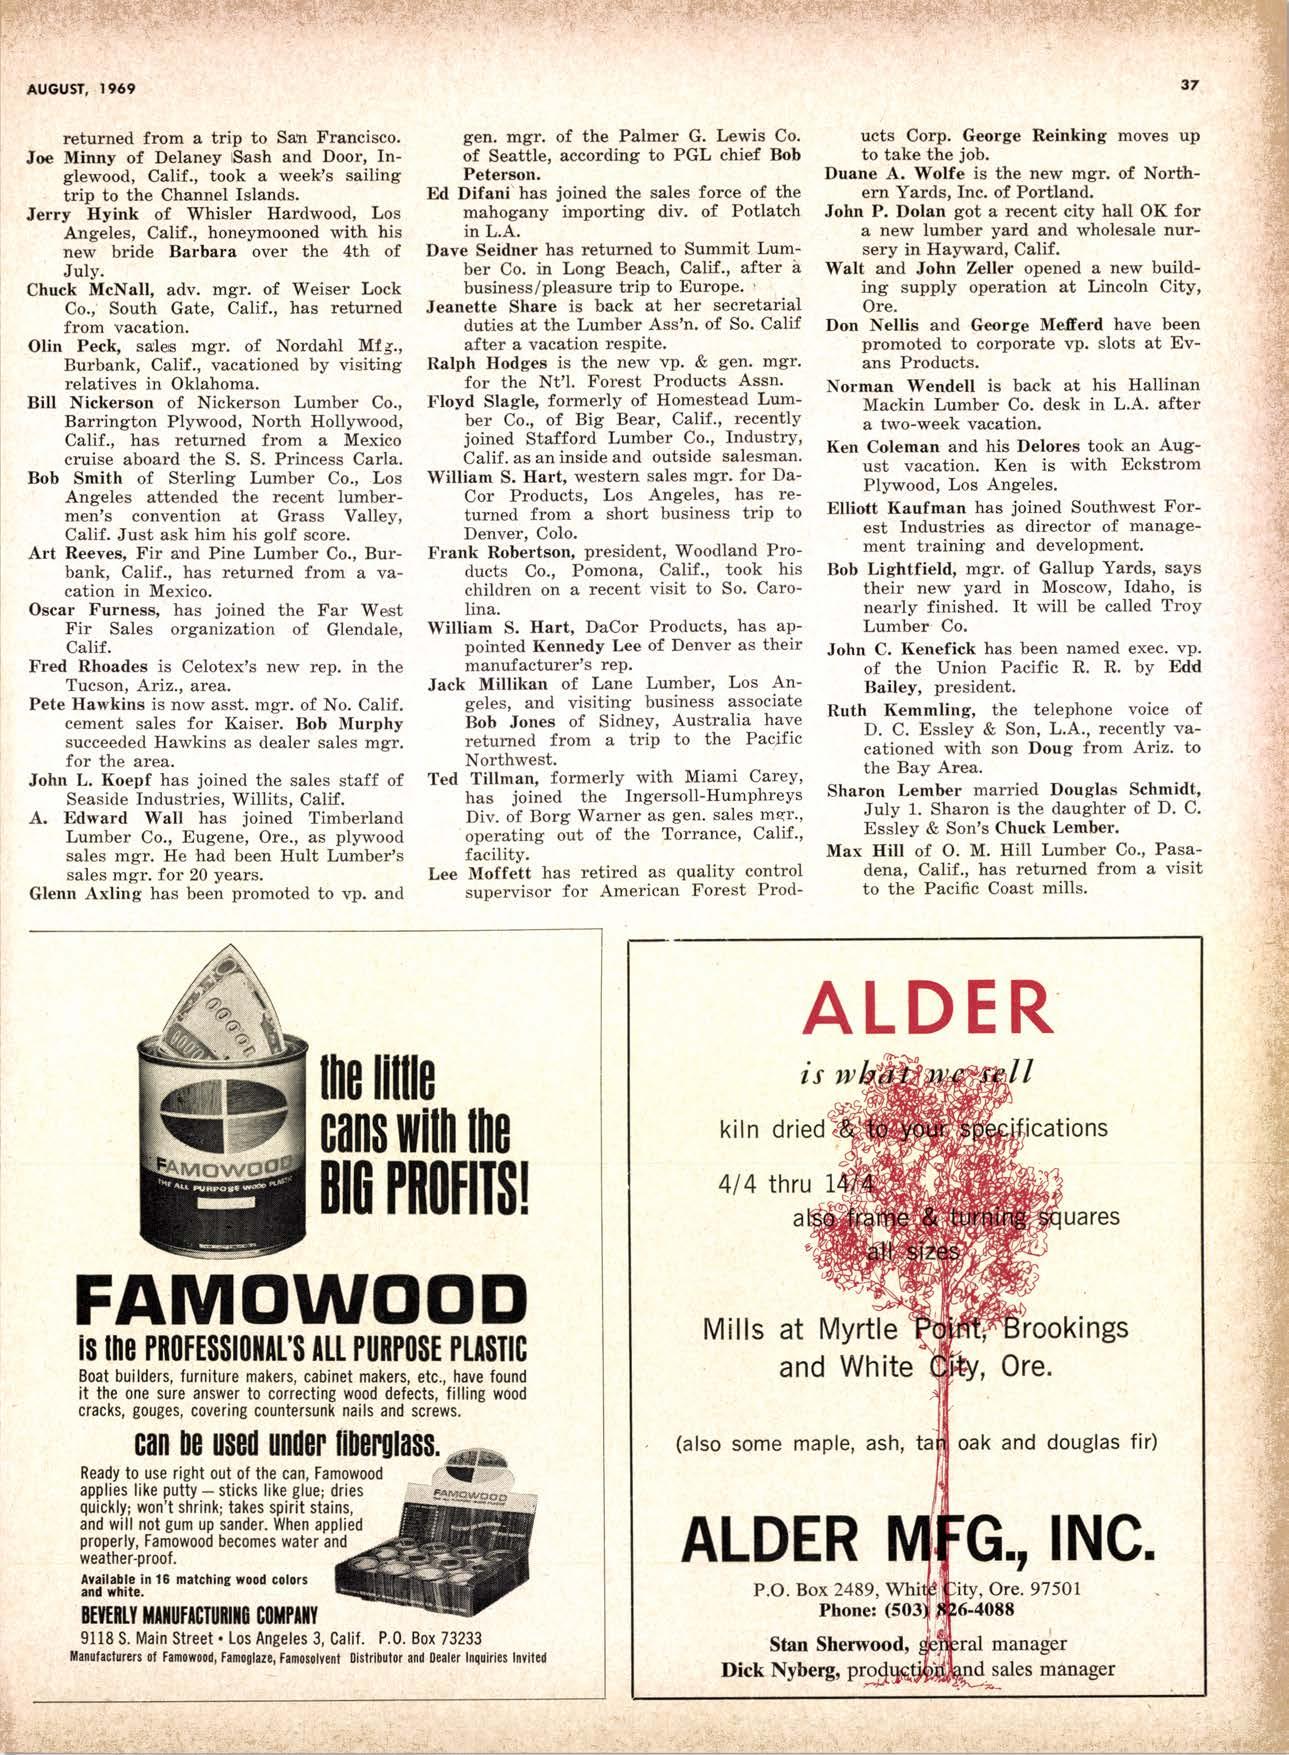 AUGUST, 1969
37
returned from a trip to San Francisco.
Joe Minny of Delaney Sash and Door, In-
glewood, Calif., took a week's sailing
trip to the Channel Islands.
Jerry Hyink of Whisler Hardwood, Los
Angeles, Calif., honeymooned with his
new bride Barbara over the 4th of
July.
Chuck McNall, adv. mgr. of Weiser Lock
Co., South Gate, Calif., has returned
from vacation.
Olin Peck, sales mgr. of Nordahl Mfg.,
Burbank, Calif., vacationed by visiting
relatives in Oklahoma.
Bill Nickerson of Nickerson Lumber Co.,
Barrington Plywood, North Hollywood,
Calif., has returned from a Mexico
cruise aboard the S. S. Princess Carla.
Bob Smith of Sterling Lumber Co., Los
Angeles attended the recent lumber-
men's convention at Grass Valley,
Calif. Just ask him his golf score.
Art Reeves, Fir and Pine Lumber Co., Bur-
bank, Calif., has returned from a va-
cation in Mexico.
Oscar Furness, has joined the Far West
Fir Sales organization of Glendale,
Calif.
Fred Rhoades is Celotex's new rep. in the
Tucson, Ariz., area.
Pete Hawkins is now asst. mgr. of No. Calif.
cement sales for Kaiser. Bob Murphy
succeeded Hawkins as dealer sales mgr.
for the area.
John L. Koepf has joined the sales staff of
Seaside Industries, Willits, Calif.
A. Edward Wall has joined Timberland
Lumber Co., Eugene, Ore., as plywood
sales mgr. He had been Hult Lumber's
sales mgr. for 20 years.
Glenn Axling has been promoted to vp. and
gen. mgr. of the Palmer G. Lewis Co.
of Seattle, according to PGL chief Bob
Peterson.
Ed Difani has joined the sales force of the
mahogany importing div. of Potlatch
in L.A.
Dave Seidner has returned to Summit Lum-
ber Co. in Long Beach, Calif., after a
business/pleasure trip to Europe.
Jeanette Share is back at her secretarial
duties at the Lumber Ass'n. of So. Calif
after a vacation respite.
Ralph Hodges is the new vp. & gen. mgr.
for the Nt'l. Forest Products Assn.
Floyd Slagle, formerly of Homestead Lum-
ber Co., of Big Bear, Calif., recently
joined Stafford Lumber Co., Industry,
Calif. as an inside and outside salesman.
William S. Hart, western sales mgr. for Da-
Cor Products, Los Angeles, has re-
turned from a short business trip to
Denver, Colo.
Frank Robertson, president, Woodland Pro-
ducts Co., Pomona, Calif., took his
children on a recent visit to So. Caro-
lina.
William S. Hart, DaCor Products, has ap-
pointed Kennedy Lee of Denver as their
manufacturer's rep.
Jack Millikan of Lane Lumber, Los An-
geles, and visiting business associate
Bob Jones of Sidney, Australia have
returned from a trip to the Pacific
Northwest.
Ted Tillman, formerly with Miami Carey,
has joined the Ingersoll-Humphreys
Div. of Borg Warner as gen. sales mgr.,
operating out of the Torrance, Calif.,
facility.
Lee Moffett has retired as quality control
supervisor for American Forest Prod-
ucts Corp. George Reinking moves up
to take the job.
Duane A. Wolfe is the new mgr. of North-
ern Yards, Inc. of Portland.
John P. Dolan got a recent city hall OK for
a new lumber yard and wholesale nur-
sery in Hayward, Calif.
Walt and John Zeller opened a new build-
ing supply operation at Lincoln City,
Ore.
Don Nellis and George Mefferd have been
promoted to corporate vp. slots at Ev-
ans Products.
Norman Wendell is back at his Hallinan
Mackin Lumber Co. desk in L.A. after
a two-week vacation.
Ken Coleman and his Delores took an Aug-
ust vacation. Ken is with Eckstrom
Plywood, Los Angeles.
Elliott Kaufman has joined Southwest For-
est Industries as director of manage-
ment training and development.
Bob Lightfield, mgr. of Gallup Yards, says
their new yard in Moscow, Idaho, is
nearly finished. It will be called Troy
Lumber Co.
John C. Kenefick has been named exec. vp.
of the Union Pacific R. R. by Edd
Bailey, president.
Ruth Kemmling, the telephone voice of
D. C. Essley & Son, L.A., recently va-
cationed with son Doug from Ariz. to
the Bay Area.
Sharon Lember married Douglas Schmidt,
July 1. Sharon is the daughter of D. C.
Essley & Son's Chuck Lember.
Max Hill of O. M. Hill Lumber Co., Pasa-
dena, Calif., has returned from a visit
to the Pacific Coast mills.
FAMOWOOD
THE ALL PURPOSE WOOD PLASTIC
the little
cans with the
BIG PROFITS!
FAMOWOOD
is the PROFESSIONAL'S ALL PURPOSE PLASTIC
Boat builders, furniture makers, cabinet makers, etc., have found
it the one sure answer to correcting wood defects, filling wood
cracks, gouges, covering countersunk nails and screws.
can be used under fiberglass.
Ready to use right out of the can, Famowood
applies like putty — sticks like glue; dries
quickly; won't shrink; takes spirit stains,
and will not gum up sander. When applied
properly, Famowood becomes water and
weather-proof.
Available in 16 matching wood colors
and white.
FAMOWOOD
BEVERLY MANUFACTURING COMPANY
9118 S. Main Street • Los Angeles 3, Calif. P.O. Box 73233
Manufacturers of Famowood, Famoglaze, Famosolvent Distributor and Dealer Inquiries Invited
ALDER
is what we sell
kiln dried & to your specifications
4/4 thru 14/4
also frame & turning squares
all sizes
Mills at Myrtle Point, Brookings
and White City, Ore.
(also some maple, ash, tan oak and douglas fir)
ALDER MFG., INC.
P.O. Box 2489, White City, Ore. 97501
Phone: (503) 826-4088
Stan Sherwood, general manager
Dick Nyberg, production and sales manager